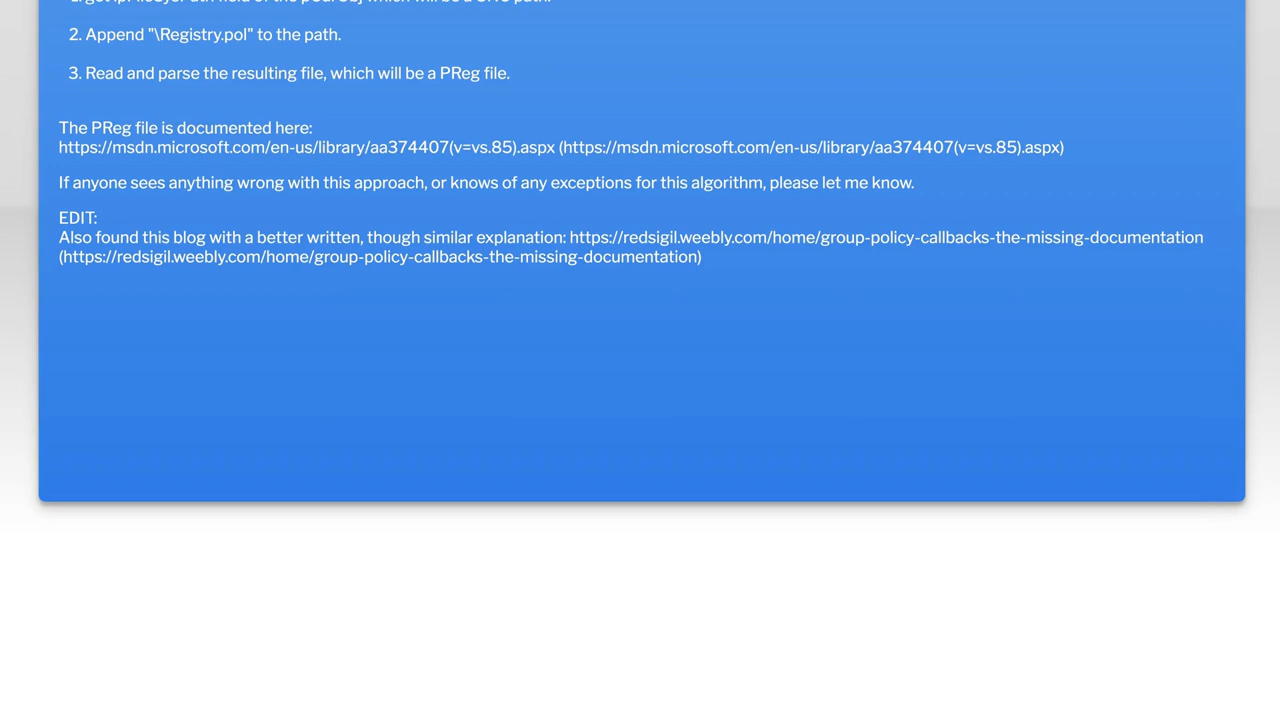 2. Append "\Registry.pol" to the path.
3. Read and parse the resulting file, which will be a PReg file.
The PReg file is documented here:
https://msdn.microsoft.com/en-us/library/aa374407(v=vs.85).aspx (https://msdn.microsoft.com/en-us/library/aa374407(v=vs.85).aspx)
If anyone sees anything wrong with this approach, or knows of any exceptions for this algorithm, please let me know.
EDIT:
Also found this blog with a better written, though similar explanation: https://redsigil.weebly.com/home/group-policy-callbacks-the-missing-documentation
(https://redsigil.weebly.com/home/group-policy-callbacks-the-missing-documentation)